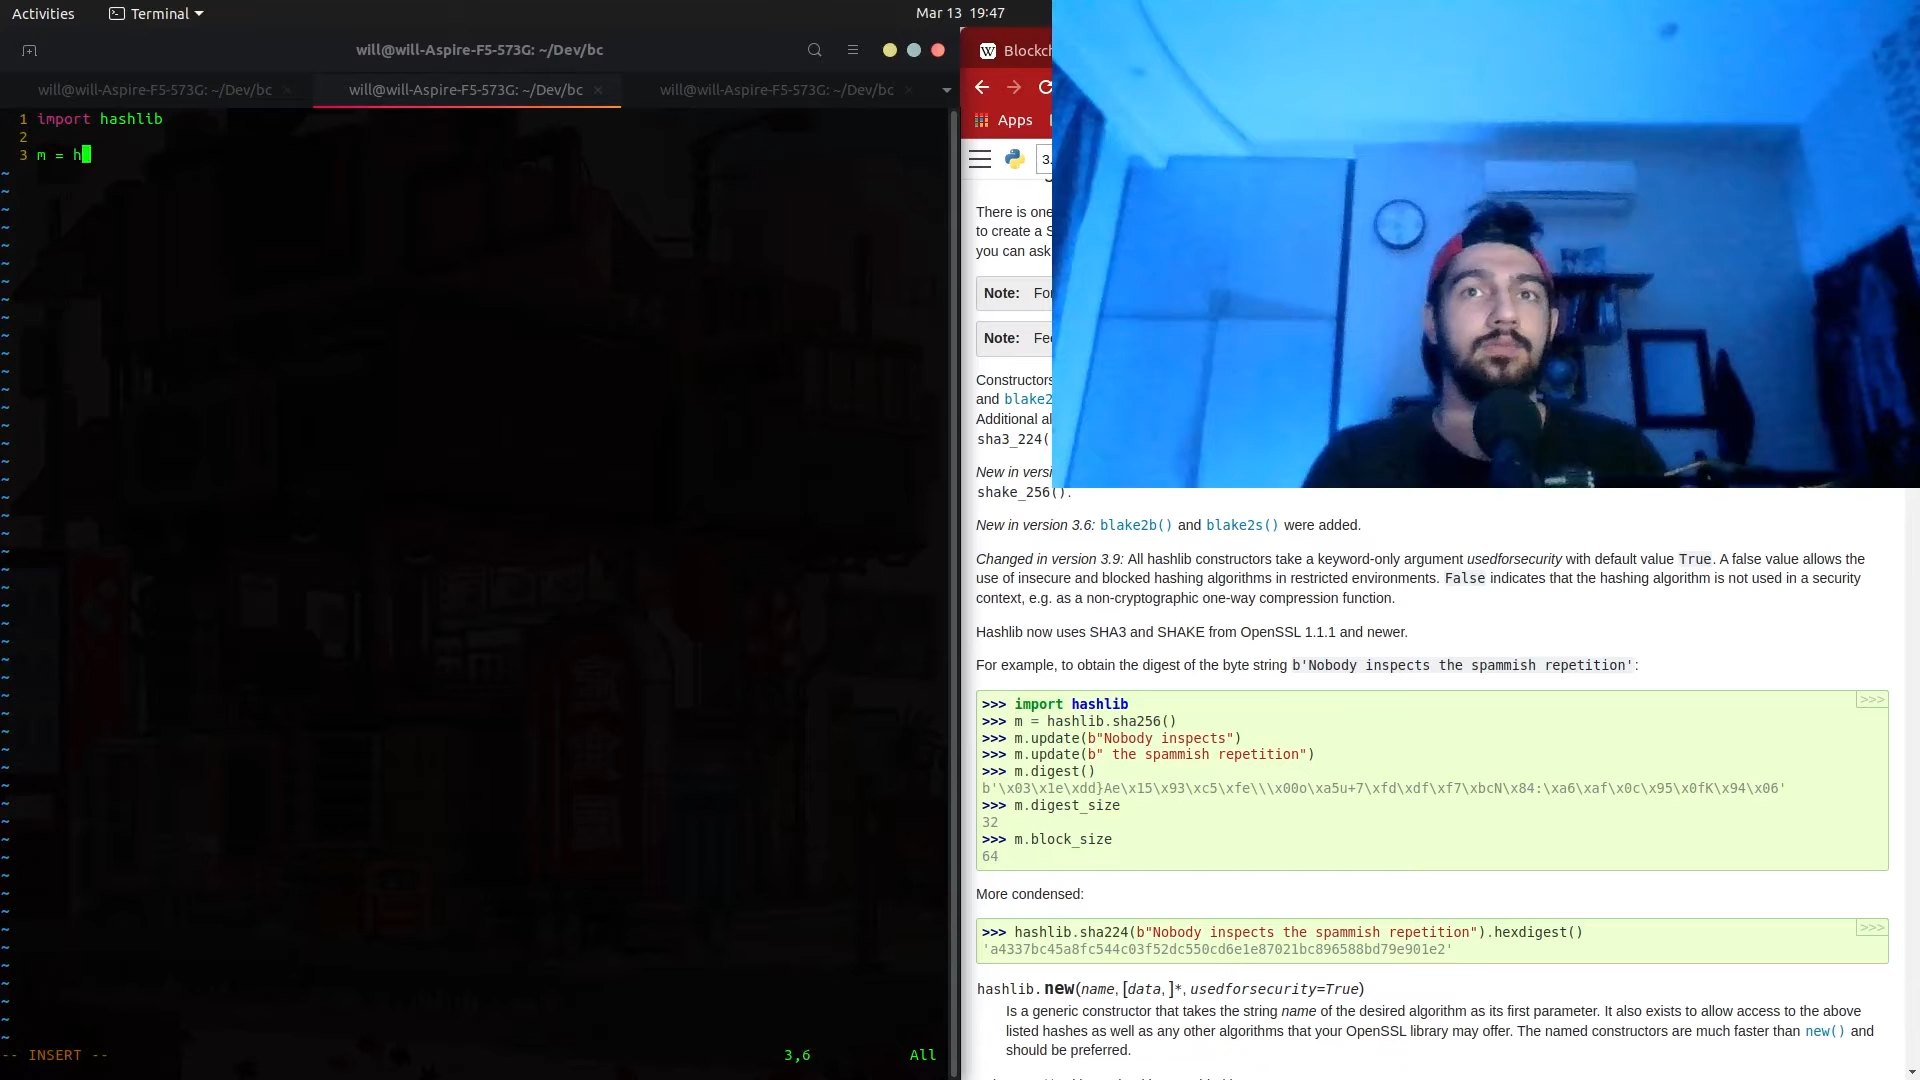 Activities
Terminal
Mar 13 19:47
will@will-Aspire-F5-573G: ~/Dev/bc
will@will-Aspire-F5-573G: ~/Dev/bc
will@will-Aspire-F5-573G: ~/Dev/bc
will@will-Aspire-F5-573G: ~/Dev/bc
1 import hashlib
2
3 m = h
~
-- INSERT --
3,6
All
W Blockch
Apps
3.
There is one
to create a S
you can ask
Note: For
Note:
Constructors
and blake2
Additional al
sha3_224(
New in versi
shake_256().
New in version 3.6: blake2b() and blake2s() were added.
Changed in version 3.9: All hashlib constructors take a keyword-only argument usedforsecurity with default value True. A false value allows the
use of insecure and blocked hashing algorithms in restricted environments. False indicates that the hashing algorithm is not used in a security
context, e.g. as a non-cryptographic one-way compression function.
Hashlib now uses SHA3 and SHAKE from OpenSSL 1.1.1 and newer.
For example, to obtain the digest of the byte string b'Nobody inspects the spammish repetition':
>>>
>>> import hashlib
>>> m = hashlib.sha256()
>>> m.update(b"Nobody inspects")
>>> m.update(b" the spammish repetition")
>>> m.digest()
b'\x03\x1e\xdd}Ae\x15\x93\xc5\xfe\\\x00o\xa5u+7\xfd\xdf\xf7\xbcN\x84:\xa6\xaf\x0c\x95\x0fK\x94\x06'
>>> m.digest_size
32
>>> m.block_size
64
More condensed:
>>>
>>> hashlib.sha224(b"Nobody inspects the spammish repetition").hexdigest()
'a4337bc45a8fc544c03f52dc550cd6e1e87021bc896588bd79e901e2'
hashlib.new(name, [data, ]*, usedforsecurity=True)
Is a generic constructor that takes the string name of the desired algorithm as its first parameter. It also exists to allow access to the above
listed hashes as well as any other algorithms that your OpenSSL library may offer. The named constructors are much faster than new() and
should be preferred.